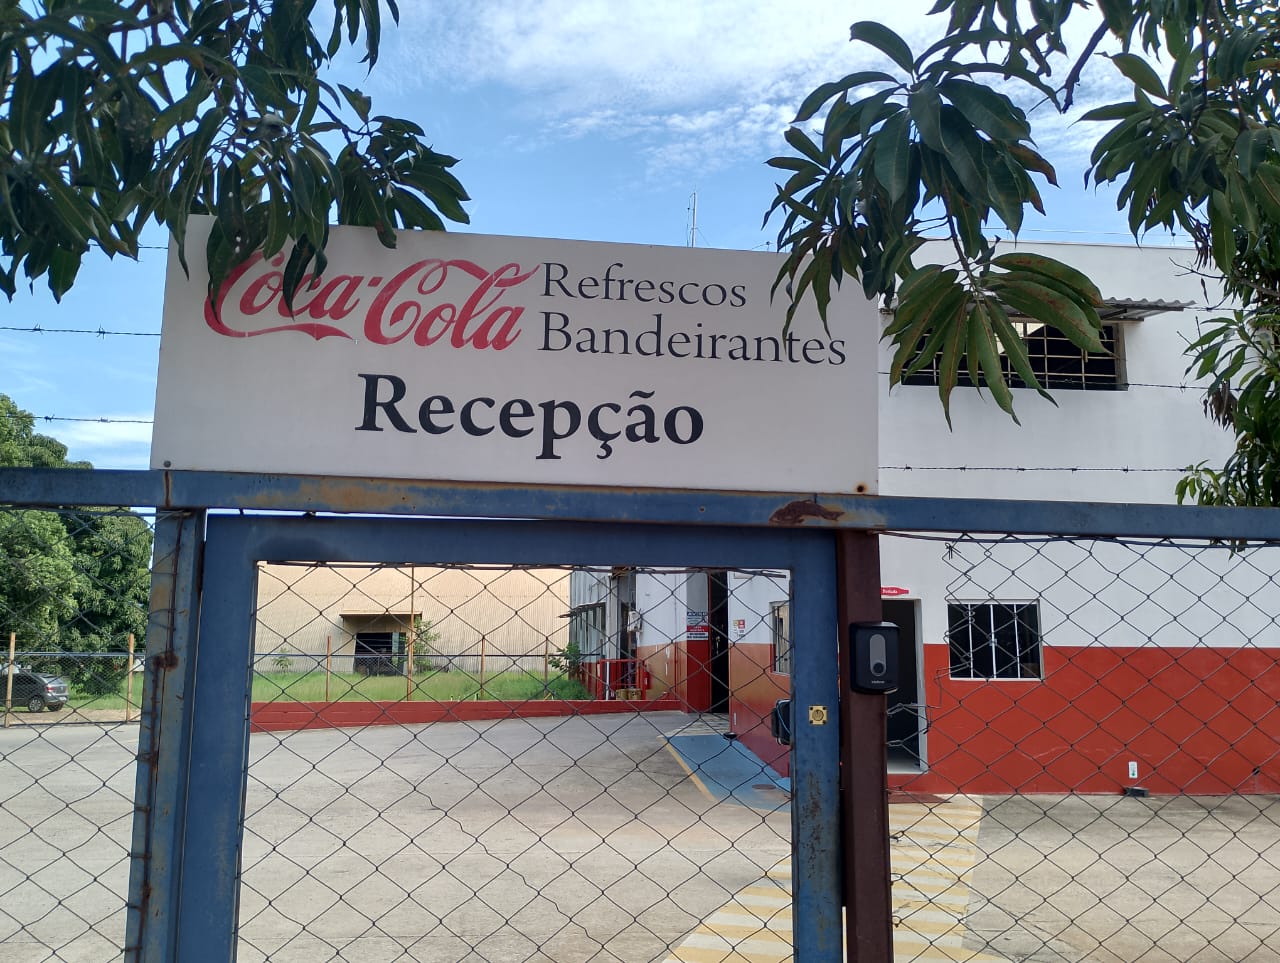 Coca-Cola Refrescos
Bandeirantes
Recepção